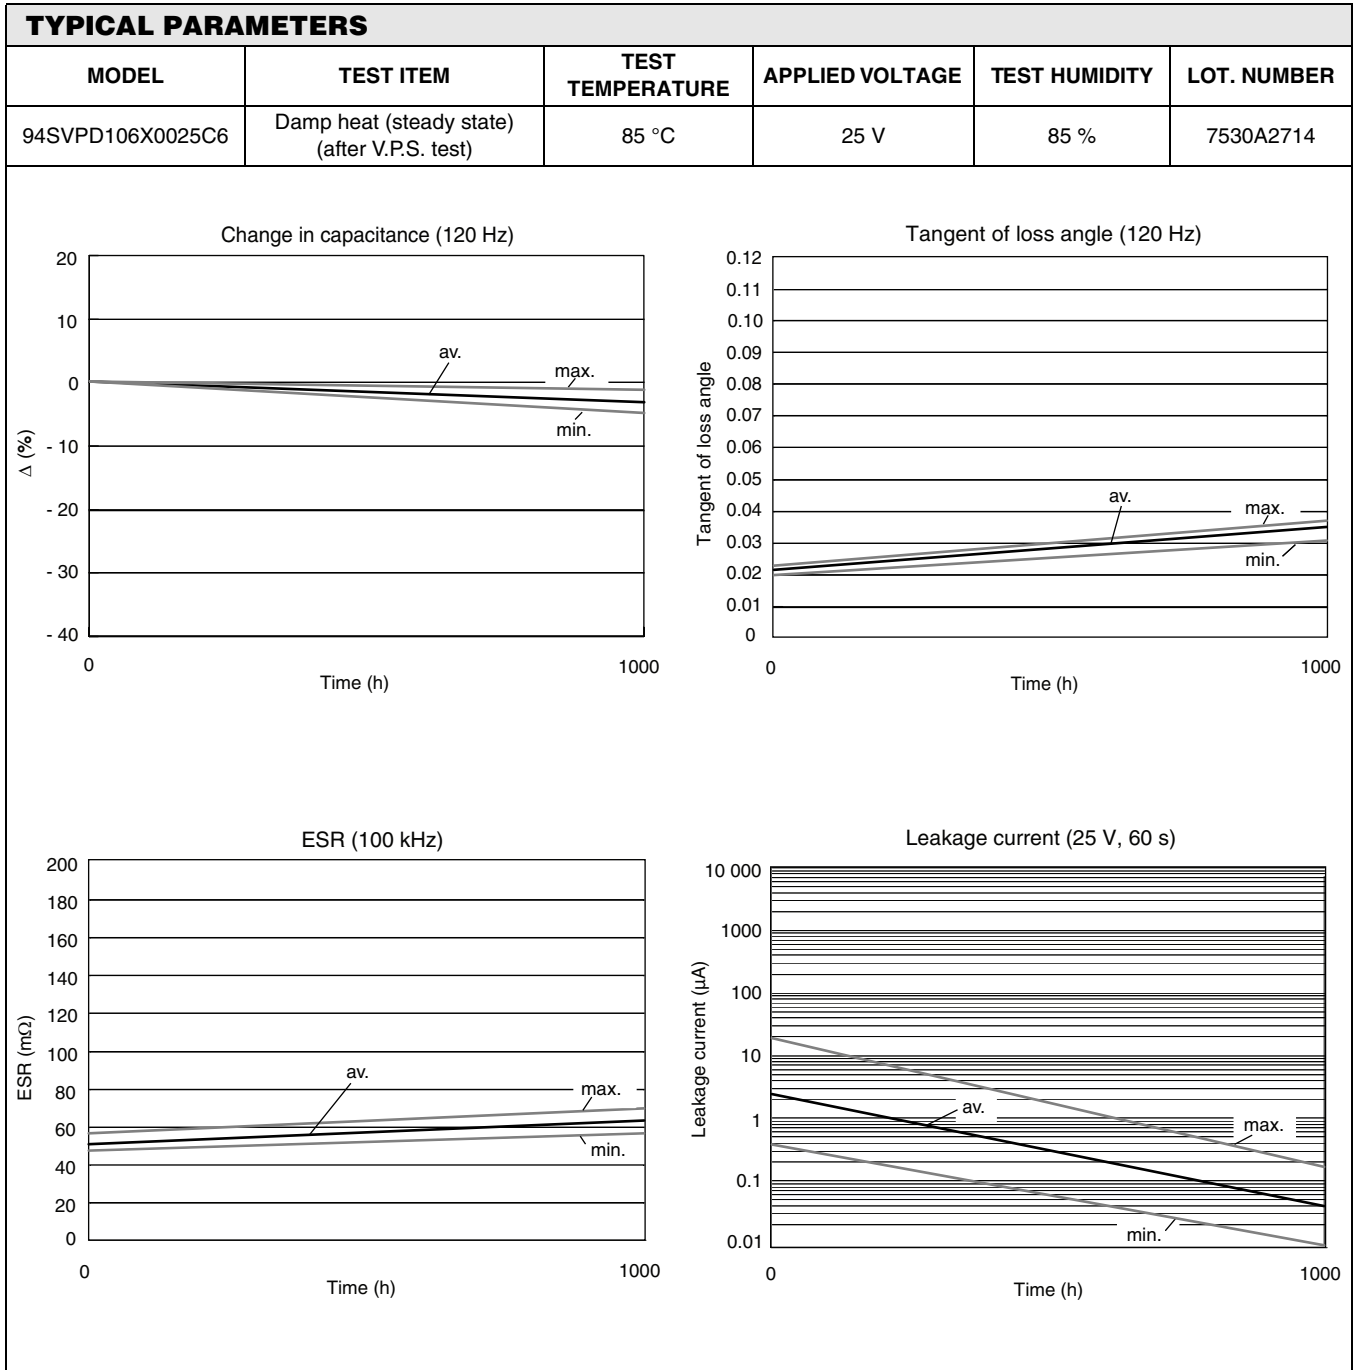 TYPICAL PARAMETERS
MODEL
TEST ITEM
TEST
TEMPERATURE
APPLIED VOLTAGE
TEST HUMIDITY
LOT. NUMBER
94SVPD106X0025C6
Damp heat (steady state)
(after V.P.S. test)
85 °C
25 V
85 %
7530A2714
Change in capacitance (120 Hz)
20
10
0
- 10
- 20
- 30
- 40
Δ (%)
av.
max.
min.
0
1000
Time (h)
Tangent of loss angle (120 Hz)
0.12
0.11
0.10
0.09
0.08
0.07
0.06
0.05
0.04
0.03
0.02
0.01
0
Tangent of loss angle
av.
max.
min.
0
1000
Time (h)
ESR (100 kHz)
200
180
160
140
120
100
80
60
40
20
0
ESR (mΩ)
av.
max.
min.
0
1000
Time (h)
Leakage current (25 V, 60 s)
10 000
1000
100
10
1
0.1
0.01
Leakage current (µA)
av.
max.
min.
0
1000
Time (h)